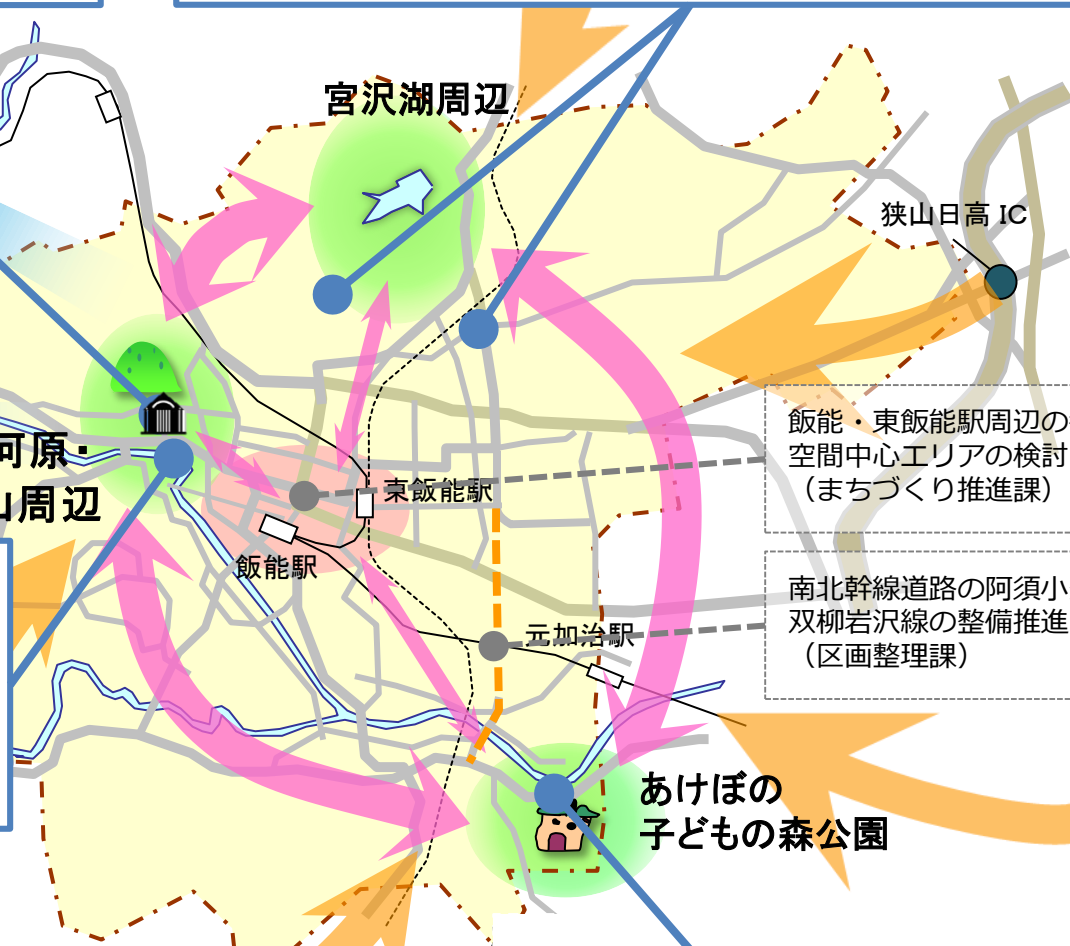 宮沢湖周辺
狭山日高 IC
飯能・東飯能駅周辺の
空間中心エリアの検討
（まちづくり推進課）
河原・
山周辺
東飯能駅
飯能駅
南北幹線道路の阿須小
双柳岩沢線の整備推進
（区画整理課）
元加治駅
あけぼの
子どもの森公園